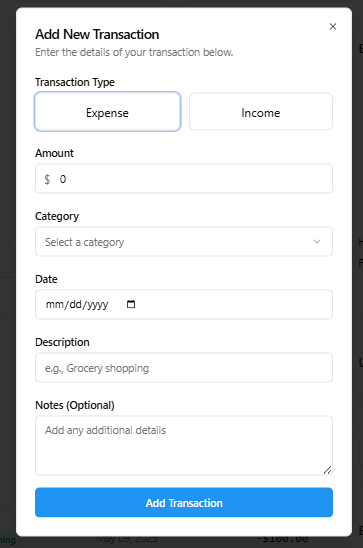 Add New Transaction
Enter the details of your transaction below.
Transaction Type
Expense
Income
Amount
$ 0
Category
Select a category
Date
mm/dd/yyyy
Description
e.g., Grocery shopping
Notes (Optional)
Add any additional details
Add Transaction
May 09, 2025
-$100.00